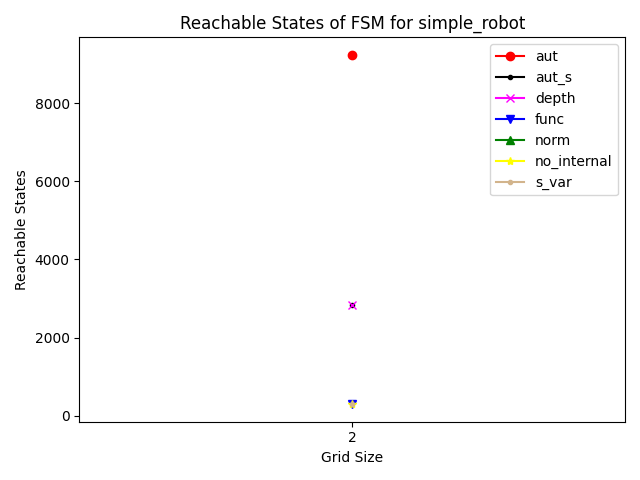 Reachable States of FSM for simple_robot
aut
aut_s
depth
func
norm
no_internal
s_var
8000
6000
4000
2000
0
Reachable States
2
Grid Size